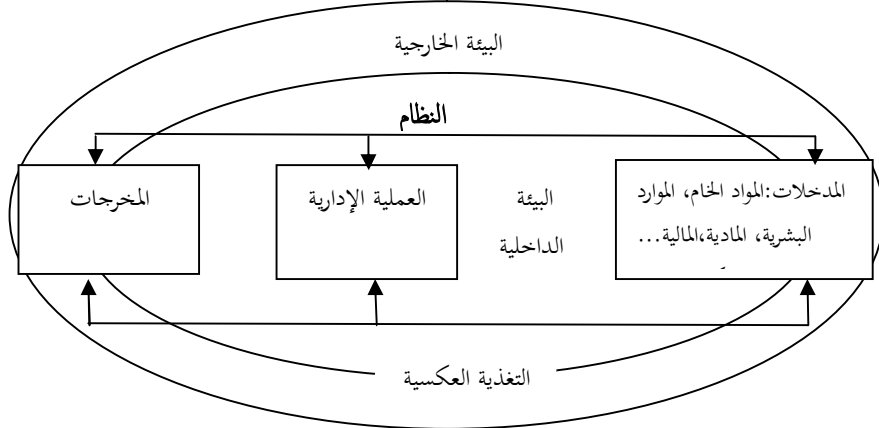 البيئة الخارجية
النظام
المدخلات:المواد الخام، الموارد
البشرية، المادية،المالية...
البيئة
الداخلية
العملية الإدارية
المخرجات
التغذية العكسية